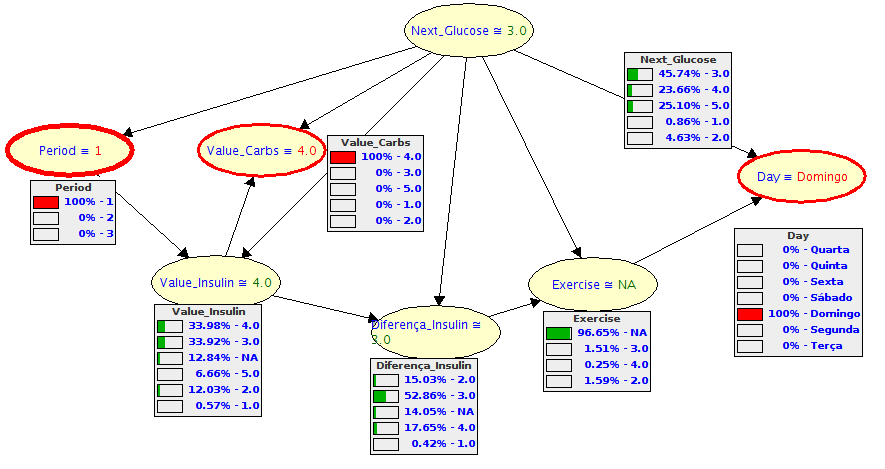 Next_Glucose ≅ 3.0
Next_Glucose
45.74% - 3.0
23.66% - 4.0
25.10% - 5.0
0.86% - 1.0
4.63% - 2.0
Period ≅ 1
Value_Carbs ≅ 4.0
Value_Carbs
100% - 4.0
0% - 3.0
0% - 5.0
0% - 1.0
0% - 2.0
Day ≅ Domingo
Period
100% - 1
0% - 2
0% - 3
Day
0% - Quarta
0% - Quinta
0% - Sexta
0% - Sábado
100% - Domingo
0% - Segunda
0% - Terça
Value_Insulin ≅ 4.0
Value_Insulin
33.98% - 4.0
33.92% - 3.0
12.84% - NA
6.66% - 5.0
12.03% - 2.0
0.57% - 1.0
Exercise ≅ NA
Exercise
96.65% - NA
1.51% - 3.0
0.25% - 4.0
1.59% - 2.0
Diferença_Insulin ≅
3.0
Diferença_Insulin
15.03% - 2.0
52.86% - 3.0
14.05% - NA
17.65% - 4.0
0.42% - 1.0